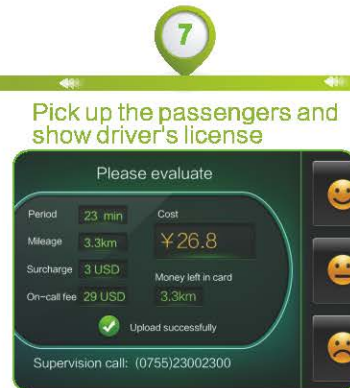 7
Pick up the passengers and
show driver's license
Please evaluate
Period 23 min
Cost
Mileage 3.3km
¥26.8
Surcharge 3 USD
Money left in card
On-call fee 29 USD
3.3km
Upload successfully
Supervision call: (0755)23002300